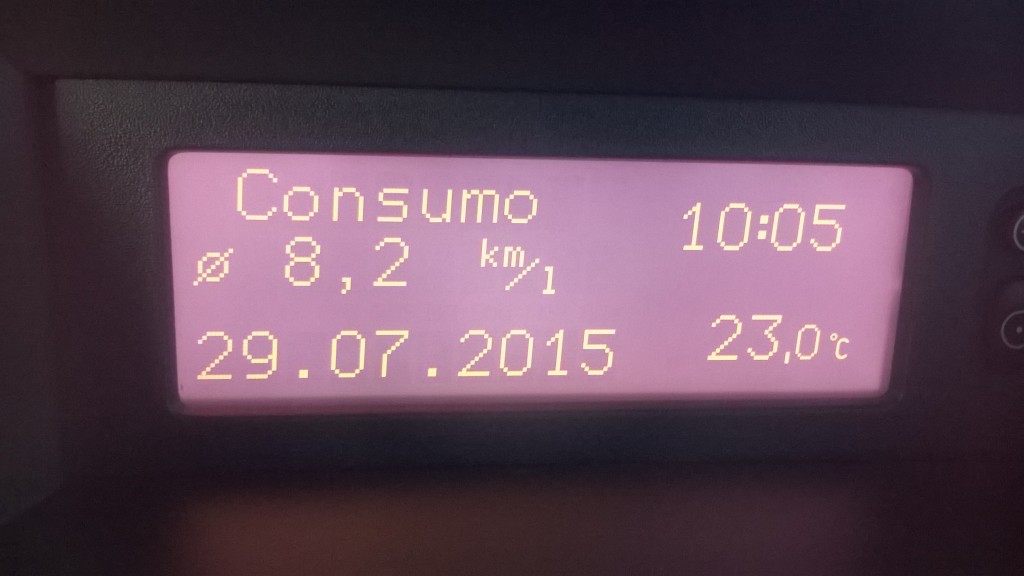 Consumo
10:05
ø 8,2 km/l
29.07.2015
23,0°C